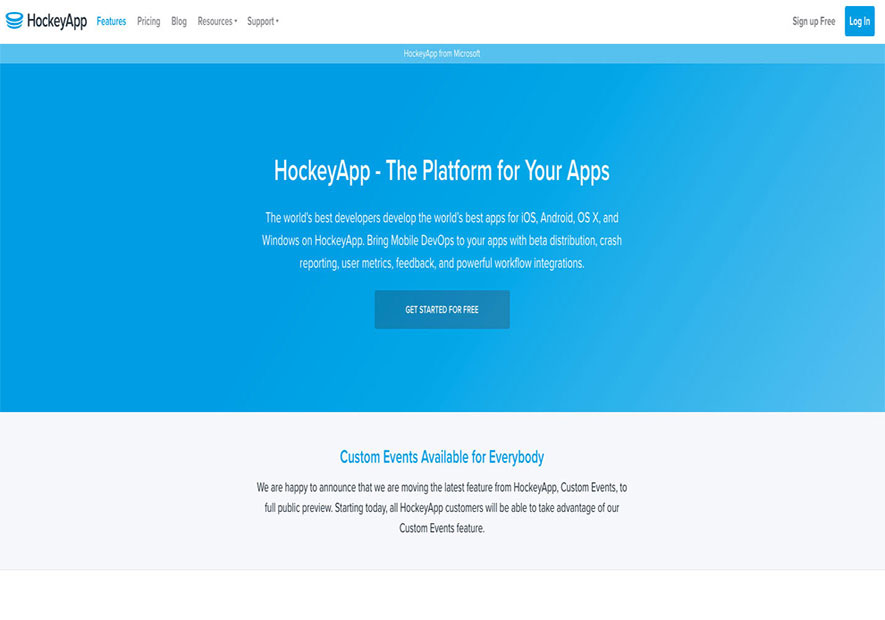 HockeyApp Features Pricing Blog Resources Support Sign up Free Log In
HockeyApp from Microsoft
HockeyApp - The Platform for Your Apps
The world's best developers develop the world's best apps for iOS, Android, OS X, and
Windows on HockeyApp. Bring Mobile DevOps to your apps with beta distribution, crash
reporting, user metrics, feedback, and powerful workflow integrations.
GET STARTED FOR FREE
Custom Events Available for Everybody
We are happy to announce that we are moving the latest feature from HockeyApp, Custom Events, to
full public preview. Starting today, all HockeyApp customers will be able to take advantage of our
Custom Events feature.